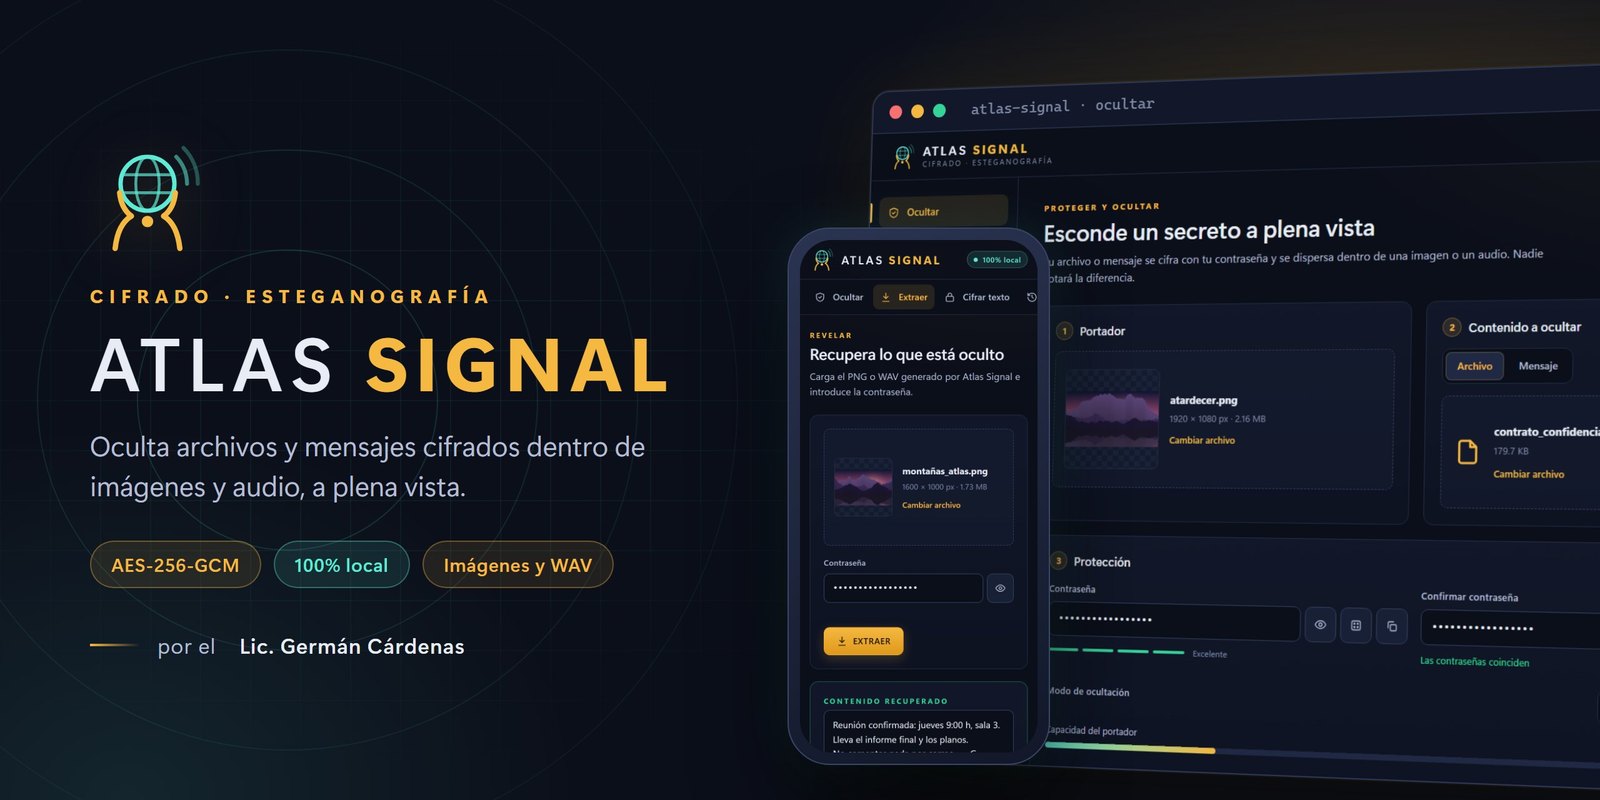 CIFRADO · ESTEGANOGRAFÍA
ATLAS SIGNAL
Oculta archivos y mensajes cifrados dentro de
imágenes y audio, a plena vista.
AES-256-GCM
100% local
Imágenes y WAV
por el Lic. Germán Cárdenas
atlas-signal · ocultar
ATLAS SIGNAL
CIFRADO · ESTEGANOGRAFÍA
Ocultar
PROTEGER Y OCULTAR
Esconde un secreto a plena vista
archivo o mensaje se cifra con tu contraseña y se dispersa dentro de una imagen o un audio. Nadie
la diferencia.
1 Portador
atardecer.png
1920 × 1080 px · 2.16 MB
Cambiar archivo
2 Contenido a ocultar
Archivo
Mensaje
179.7 KB
Cambiar archivo
3 Protección
Contraseña
••••••••••••••••
Excelente
Confirmar contraseña
••••••••••••••••
Las contraseñas coinciden
Modo de ocultación
Capacidad del portador
ATLAS SIGNAL
100% local
Ocultar
Extraer
Cifrar texto
REVELAR
Recupera lo que está oculto
Carga el PNG o WAV generado por Atlas Signal e
introduce la contraseña.
montañas_atlas.png
1600 × 1000 px · 1.73 MB
Cambiar archivo
Contraseña
••••••••••••••••
EXTRAER
CONTENIDO RECUPERADO
Reunión confirmada: jueves 9:00 h, sala 3.
Lleva el informe final y los planos.